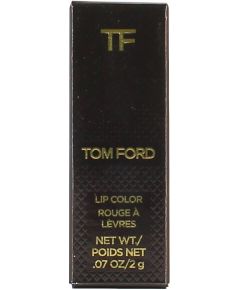 TF
TOM FORD
LIP COLOR
ROUGE À
LÈVRES
NET WT./
POIDS NET
.07 OZ/2 g